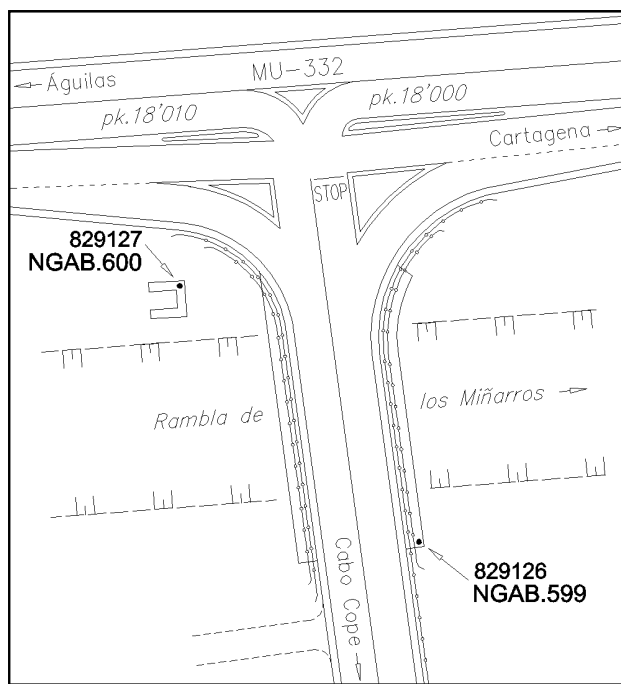 MU-332
←Águilas
pk.18'000
pk.18'010
Cartagena →
STOP
829127
NGAB.600
los Miñarros →
Rambla de
Cabo Cope →
829126
NGAB.599